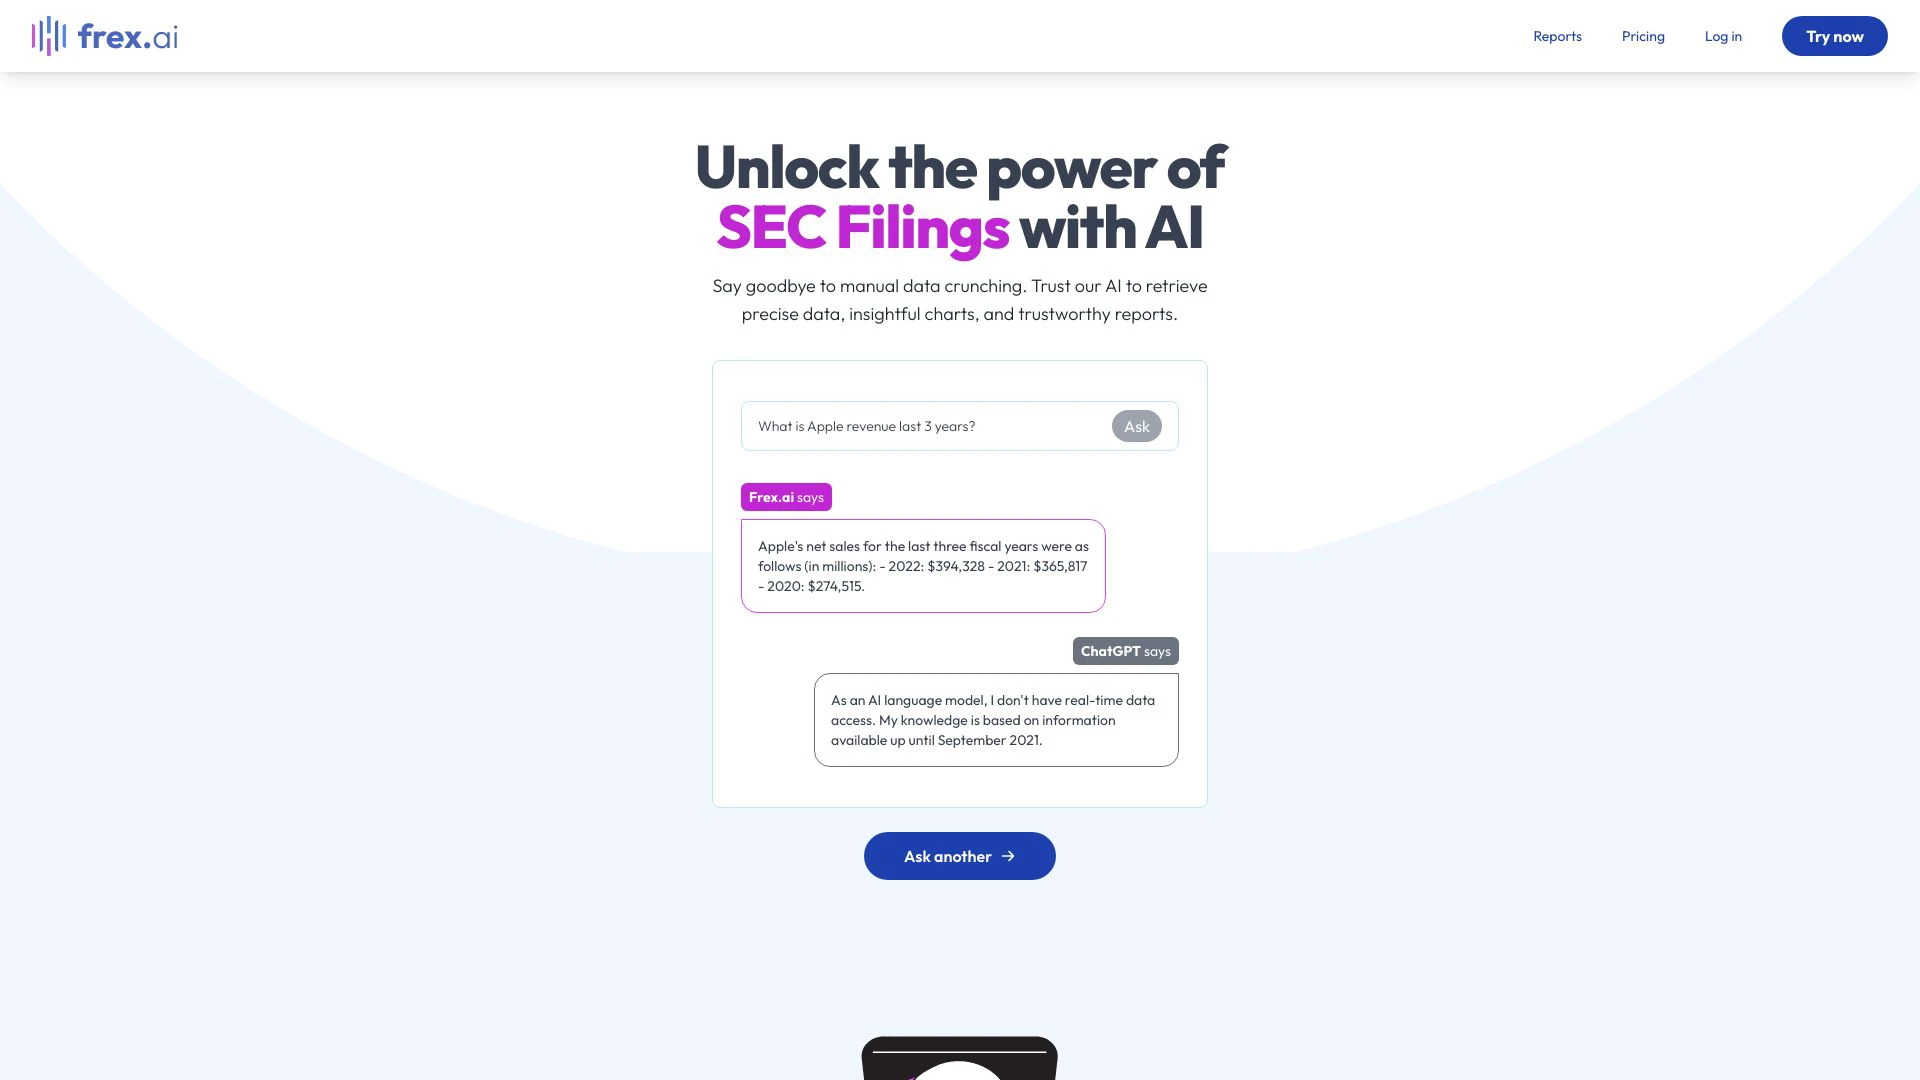 frex.ai
Reports
Pricing
Log in
Try now
Unlock the power of
SEC Filings with AI
Say goodbye to manual data crunching. Trust our AI to retrieve
precise data, insightful charts, and trustworthy reports.
What is Apple revenue last 3 years?
Ask
Frex.ai says
Apple's net sales for the last three fiscal years were as
follows (in millions): - 2022: $394,328 - 2021: $365,817
- 2020: $274,515.
ChatGPT says
As an AI language model, I don't have real-time data
access. My knowledge is based on information
available up until September 2021.
Ask another →